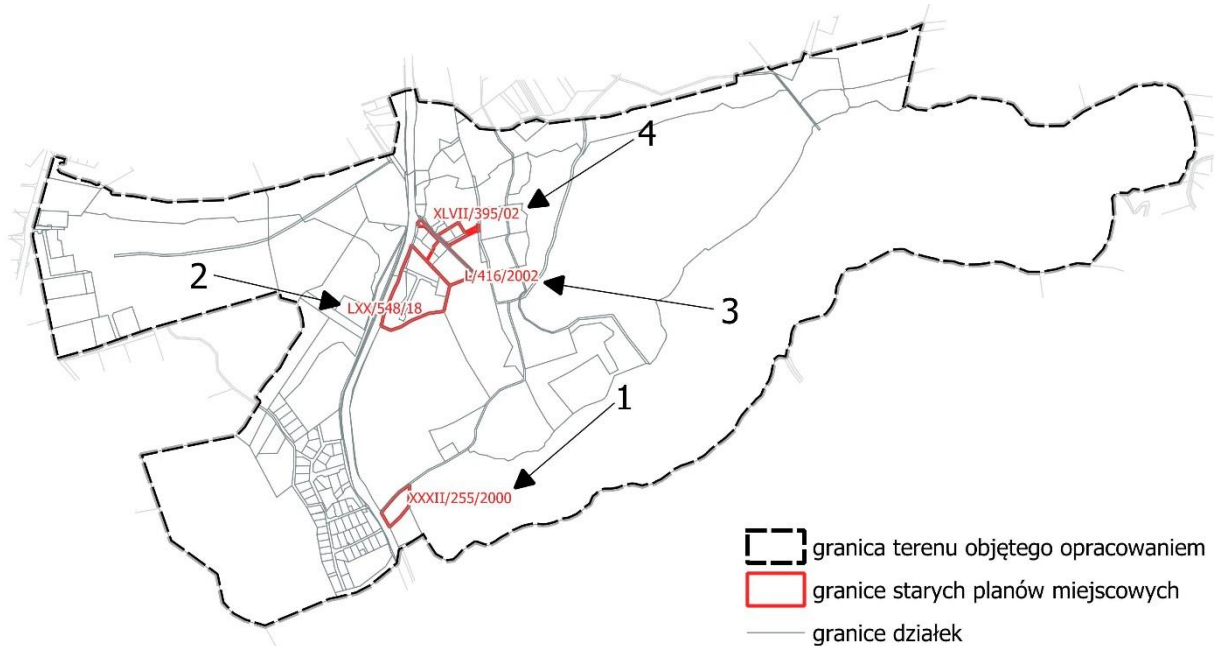 4
XLVII/395/02
2
L/416/2002
LXX/548/18
3
1
XXXII/255/2000
granica terenu objętego opracowaniem
granice starych planów miejscowych
granice działek